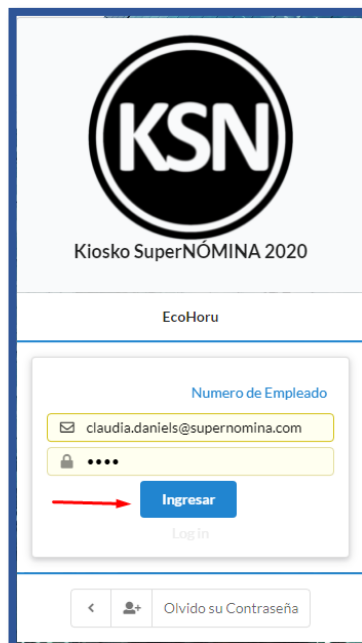 KSN
Kiosko SuperNÓMINA 2020
EcoHoru
Numero de Empleado
claudia.daniels@supernomina.com
Ingresar
Log in
Olvido su Contraseña